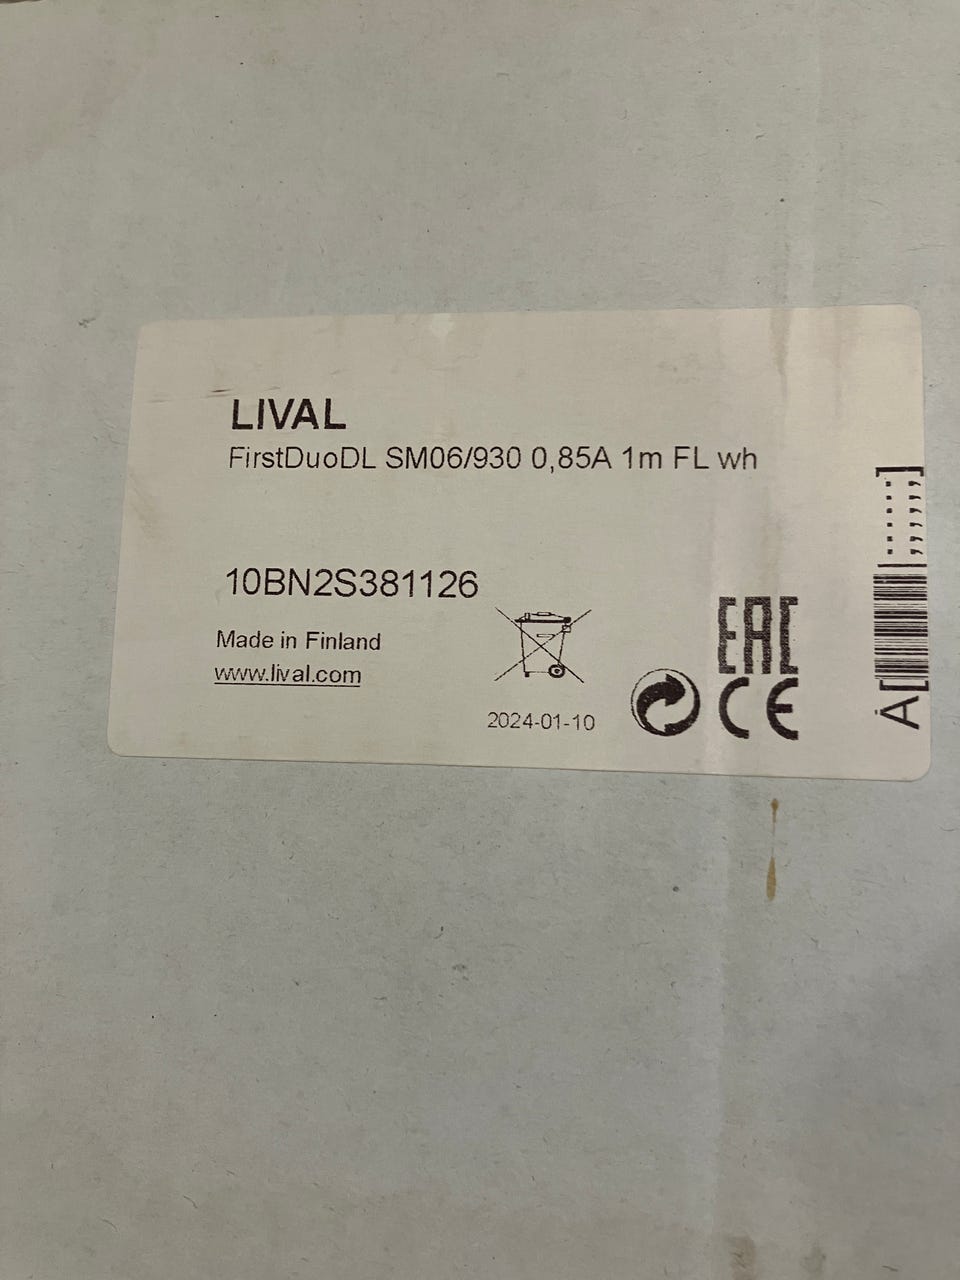 LIVAL
FirstDuoDL SM06/930 0,85A 1m FL wh
10BN2S381126
Made in Finland
www.lival.com
2024-01-10
EAC
CE